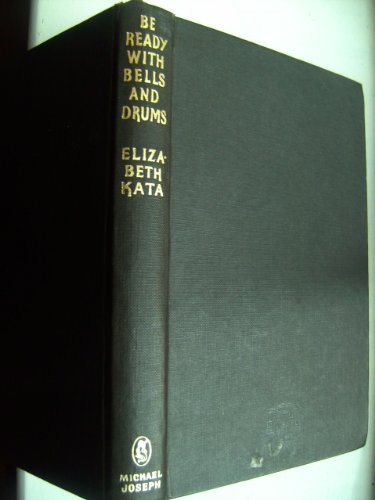 BE
READY
WITH
BELLS
AND
DRUMS
ELIZA-
BETH
KATA
MICHAEL
JOSEPH